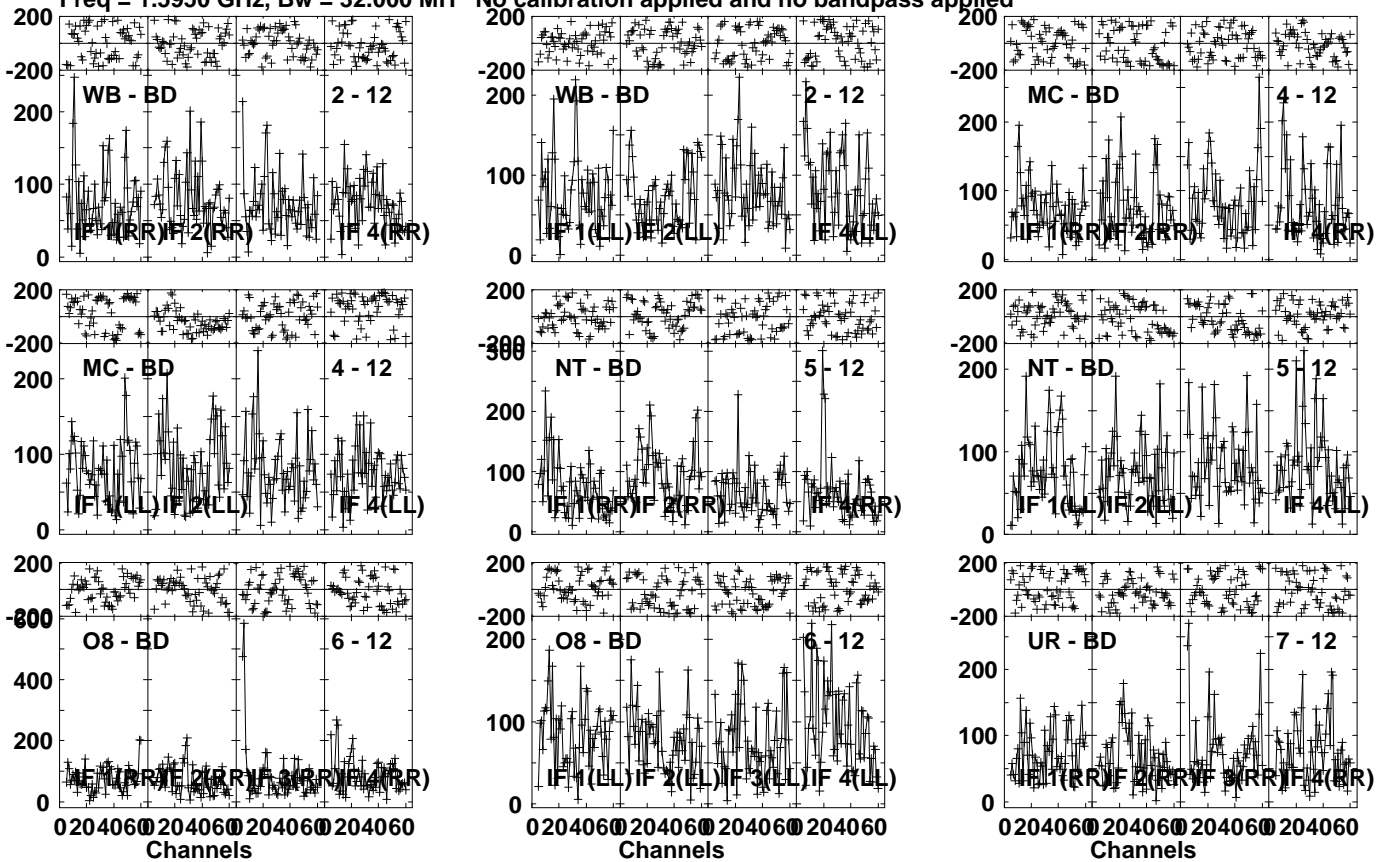 Freq = 1.5950 GHz, Bw = 32.000 MH No calibration applied and no bandpass applied
200
-200
WB - BD 2 - 12
200
100
0
IF 1(RR) IF 2(RR) IF 4(RR)
200
-200
WB - BD 2 - 12
200
150
100
50
0
IF 1(LL) IF 2(LL) IF 4(LL)
200
-200
MC - BD 4 - 12
200
100
0
IF 1(RR) IF 2(RR) IF 4(RR)
200
-200
MC - BD 4 - 12
200
100
0
IF 1(LL) IF 2(LL) IF 4(LL)
200
-200
300
NT - BD 5 - 12
200
100
0
IF 1(RR) IF 2(RR) IF 4(RR)
200
-200
NT - BD 5 - 12
200
100
0
IF 1(LL) IF 2(LL) IF 4(LL)
200
-200
600
O8 - BD 6 - 12
400
200
0
IF 1(RR) IF 2(RR) IF 3(RR) IF 4(RR)
0 20 40 60 0 20 40 60 0 20 40 60 0 20 40 60
Channels
200
-200
O8 - BD 6 - 12
200
100
0
IF 1(LL) IF 2(LL) IF 3(LL) IF 4(LL)
0 20 40 60 0 20 40 60 0 20 40 60 0 20 40 60
Channels
200
-200
UR - BD 7 - 12
200
100
0
IF 1(RR) IF 2(RR) IF 3(RR) IF 4(RR)
0 20 40 60 0 20 40 60 0 20 40 60 0 20 40 60
Channels